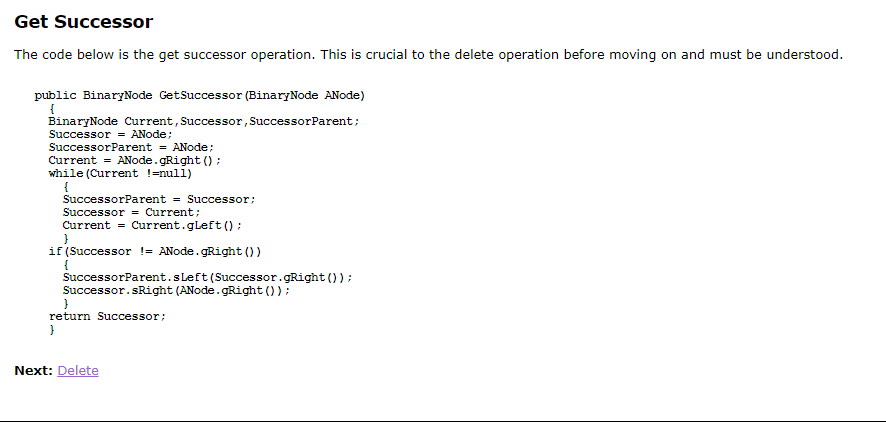 Get Successor
The code below is the get successor operation. This is crucial to the delete operation before moving on and must be understood.
public BinaryNode GetSuccessor(BinaryNode ANode)
{
BinaryNode Current,Successor,SuccessorParent;
Successor = ANode;
SuccessorParent = ANode;
Current = ANode.gRight();
while(Current !=null)
{
SuccessorParent = Successor;
Successor = Current;
Current = Current.gLeft();
}
if(Successor != ANode.gRight())
{
SuccessorParent.sLeft(Successor.gRight());
Successor.sRight(ANode.gRight());
}
return Successor;
}
Next: Delete